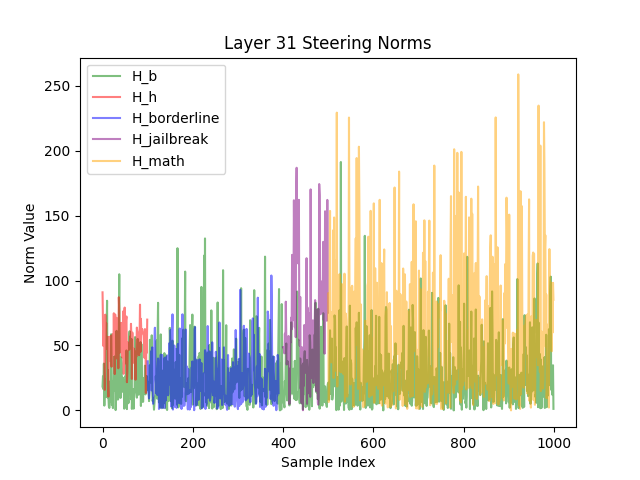 Layer 31 Steering Norms
H_b
H_h
H_borderline
H_jailbreak
H_math
Norm Value
250
200
150
100
50
0
0
200
400
600
800
1000
Sample Index